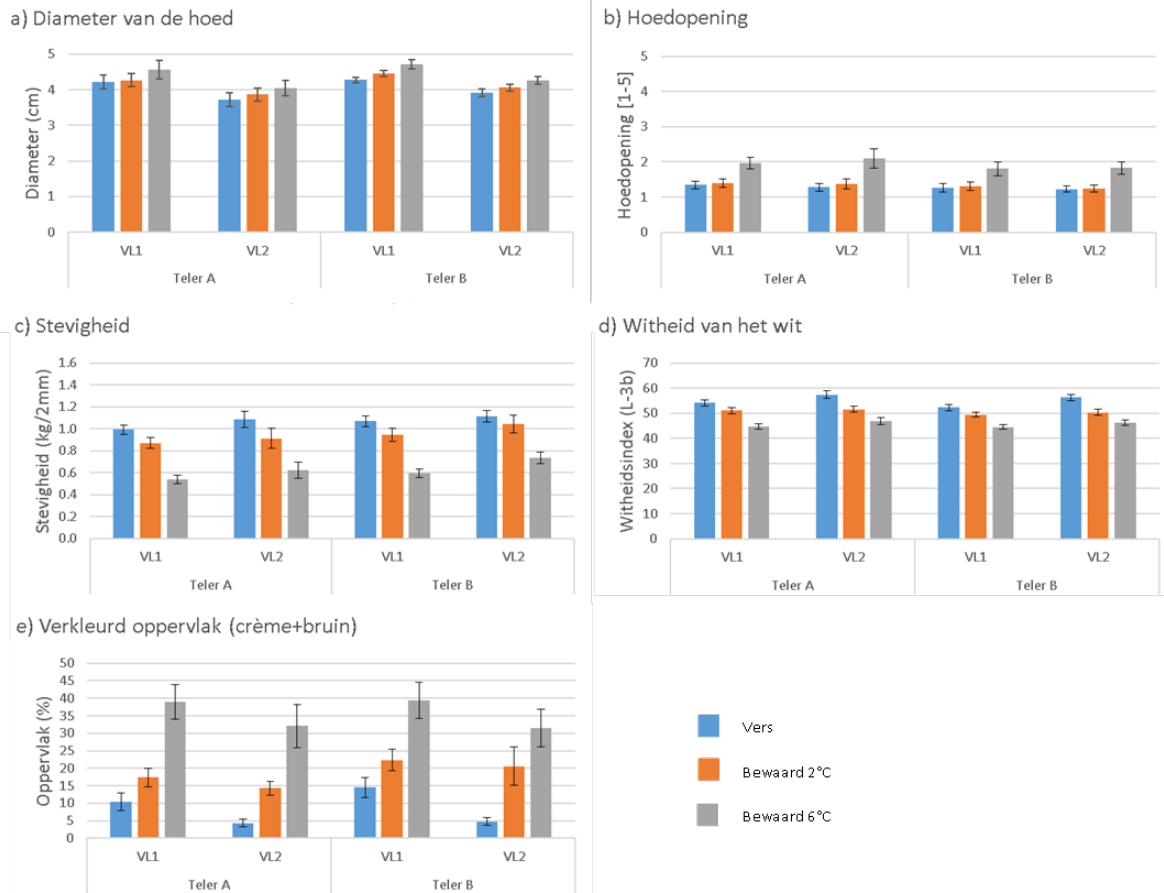 a) Diameter van de hoed
Diameter (cm)
5
4
3
2
1
0
VL1 VL2 VL1 VL2
Teler A Teler B
b) Hoedopening
Hoedopening [1-5]
5
4
3
2
1
0
VL1 VL2 VL1 VL2
Teler A Teler B
c) Stevigheid
Stevigheid (kg/2mm)
1.6
1.4
1.2
1.0
0.8
0.6
0.4
0.2
0.0
VL1 VL2 VL1 VL2
Teler A Teler B
d) Witheid van het wit
Witheidsindex (L-3b)
70
60
50
40
30
20
10
0
VL1 VL2 VL1 VL2
Teler A Teler B
e) Verkleurd oppervlak (crème+bruin)
Oppervlak (%)
50
45
40
35
30
25
20
15
10
5
0
VL1 VL2 VL1 VL2
Teler A Teler B
Vers
Bewaard 2°C
Bewaard 6°C